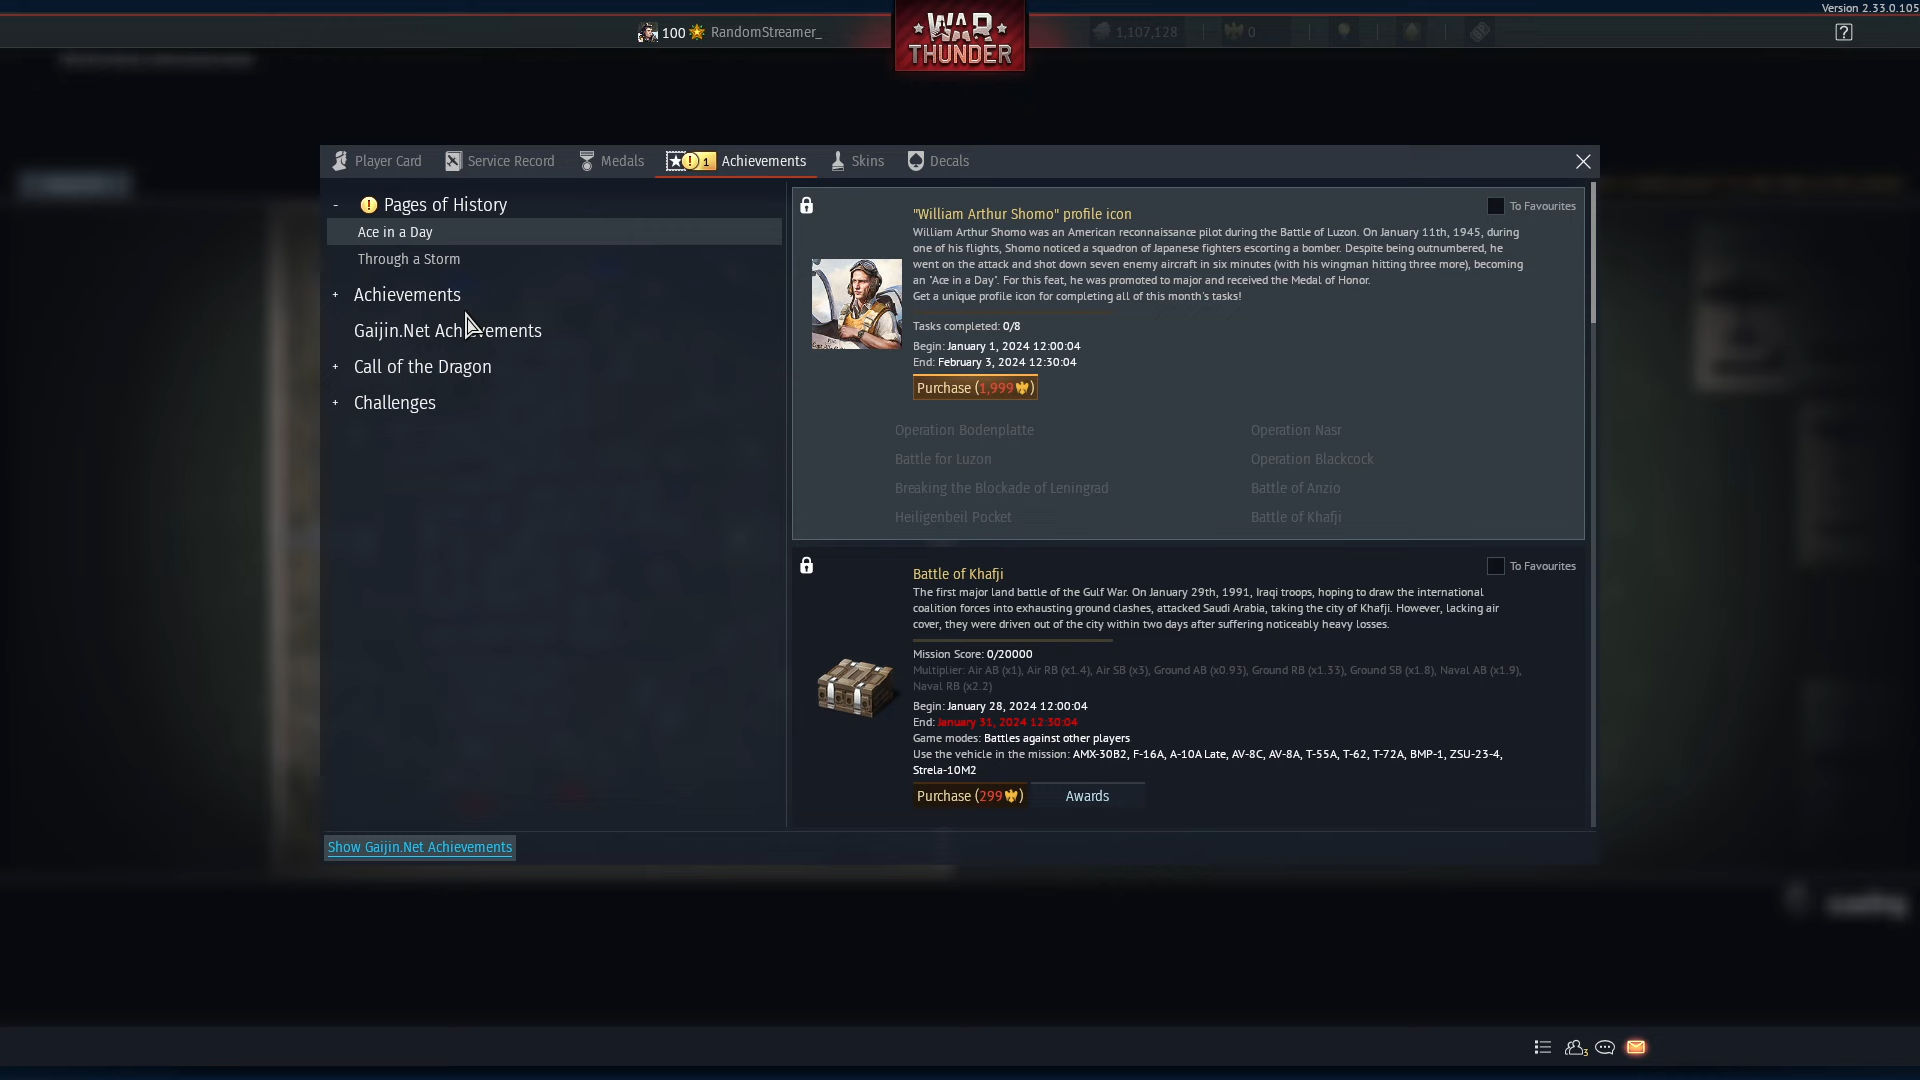 Version 2.33.0.105
100 RandomStreamer_
WAR THUNDER
1,107,128
0
?
Player Card
Service Record
Medals
! 1 Achievements
Skins
Decals
- ! Pages of History
Ace in a Day
Through a Storm
+ Achievements
Gaijin.Net Achievements
+ Call of the Dragon
+ Challenges
"William Arthur Shomo" profile icon
To Favourites
William Arthur Shomo was an American reconnaissance pilot during the Battle of Luzon. On January 11th, 1945, during
one of his flights, Shomo noticed a squadron of Japanese fighters escorting a bomber. Despite being outnumbered, he
went on the attack and shot down seven enemy aircraft in six minutes (with his wingman hitting three more), becoming
an "Ace in a Day". For this feat, he was promoted to major and received the Medal of Honor.
Get a unique profile icon for completing all of this month's tasks!
Tasks completed: 0/8
Begin: January 1, 2024 12:00:04
End: February 3, 2024 12:30:04
Purchase (1,999)
Operation Bodenplatte
Operation Nasr
Battle for Luzon
Operation Blackcock
Breaking the Blockade of Leningrad
Battle of Anzio
Heiligenbeil Pocket
Battle of Khafji
Battle of Khafji
To Favourites
The first major land battle of the Gulf War. On January 29th, 1991, Iraqi troops, hoping to draw the international
coalition forces into exhausting ground clashes, attacked Saudi Arabia, taking the city of Khafji. However, lacking air
cover, they were driven out of the city within two days after suffering noticeably heavy losses.
Mission Score: 0/20000
Multiplier: Air AB (x1), Air RB (x1.4), Air SB (x3), Ground AB (x0.93), Ground RB (x1.33), Ground SB (x1.8), Naval AB (x1.9),
Naval RB (x2.2)
Begin: January 28, 2024 12:00:04
End: January 31, 2024 12:30:04
Game modes: Battles against other players
Use the vehicle in the mission: AMX-30B2, F-16A, A-10A Late, AV-8C, AV-8A, T-55A, T-62, T-72A, BMP-1, ZSU-23-4,
Strela-10M2
Purchase (299)
Awards
Show Gaijin.Net Achievements
3